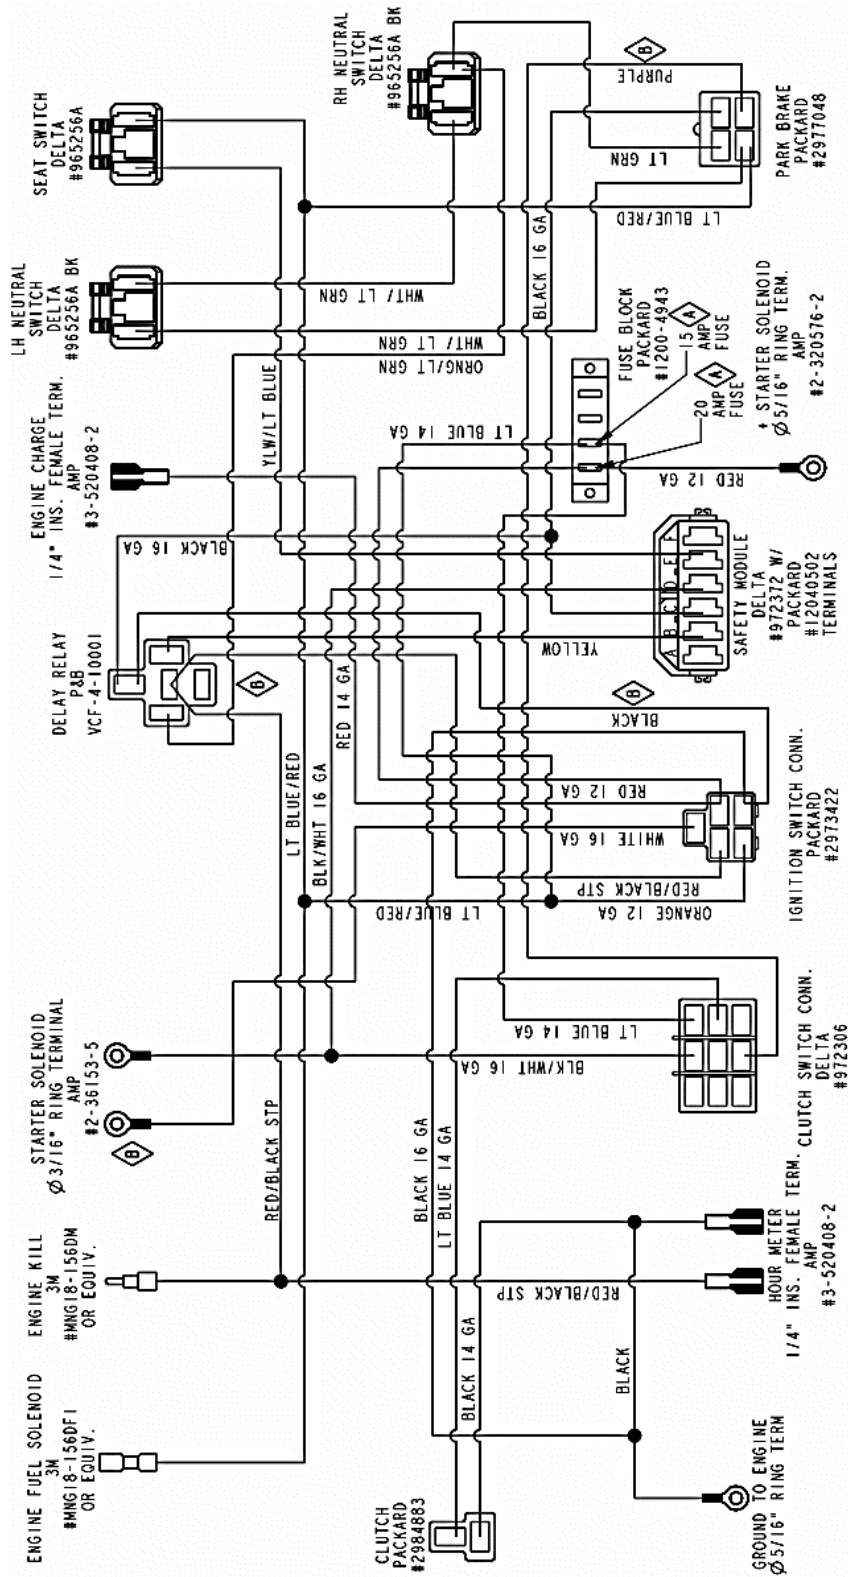 ENGINE FUEL SOLENOID
3M
#MNG18-156DFI
OR EQUIV.
ENGINE KILL
3M
#MNG18-156DM
OR EQUIV.
STARTER SOLENOID
Ø3/16" RING TERMINAL
AMP
#2-36153-5
B
DELAY RELAY
P&B
VCF-4-10001
B
ENGINE CHARGE
1/4" INS. FEMALE TERM.
AMP
#3-520408-2
LH NEUTRAL
SWITCH
DELTA
#965256A BK
SEAT SWITCH
DELTA
#965256A
RH NEUTRAL
SWITCH
DELTA
#965256A BK
BLACK 16 GA
YLW/LT BLUE
RED/BLACK STP
LT BLUE/RED
BLK/WHT 16 GA
RED 14 GA
WHT/ LT GRN
WHT/ LT GRN
ORNG/LT GRN
LT BLUE 14 GA
LT BLUE/RED
BLACK 16 GA
LT BLUE 14 GA
BLACK 14 GA
BLACK 16 GA
YELLOW
BLK/WHT 16 GA
LT BLUE 14 GA
WHITE 16 GA
RED 12 GA
RED/BLACK STP
ORANGE 12 GA
BLACK
B
LT GRN
PURPLE
B
LT BLUE/RED
RED 12 GA
RED/BLACK STP
BLACK
FUSE BLOCK
PACKARD
#1200-4943
15
AMP
FUSE
A
20
AMP
FUSE
A
PARK BRAKE
PACKARD
#2977048
+ STARTER SOLENOID
Ø5/16" RING TERM.
AMP
#2-320576-2
A B C D E F
SAFETY MODULE
DELTA
#972372 W/
PACKARD
#12040502
TERMINALS
IGNITION SWITCH CONN.
PACKARD
#2973422
CLUTCH SWITCH CONN.
DELTA
#972306
HOUR METER
1/4" INS. FEMALE TERM.
AMP
#3-520408-2
GROUND TO ENGINE
Ø5/16" RING TERM
CLUTCH
PACKARD
#2984883